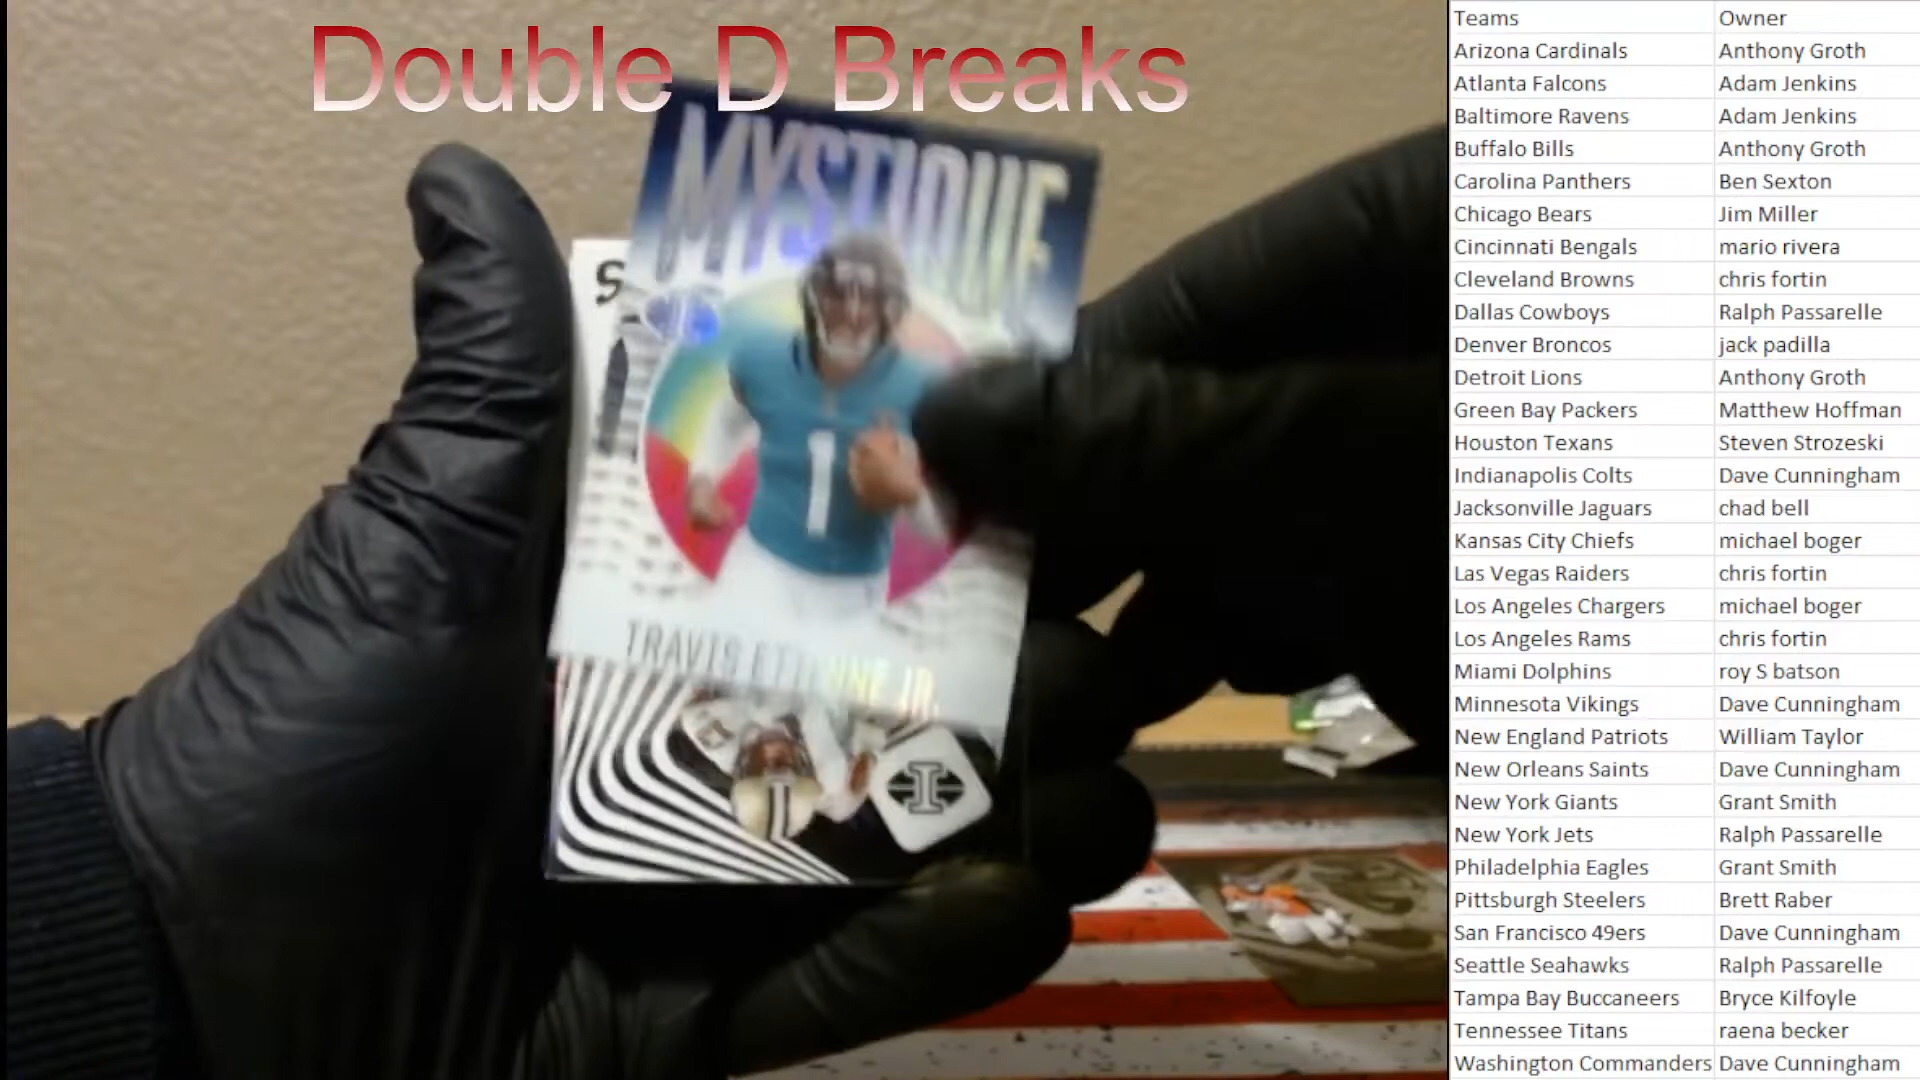 Double D Breaks
MYSTIQUE
S
1
TRAVIS ETIENNE JR.
I
Teams Owner
Arizona Cardinals Anthony Groth
Atlanta Falcons Adam Jenkins
Baltimore Ravens Adam Jenkins
Buffalo Bills Anthony Groth
Carolina Panthers Ben Sexton
Chicago Bears Jim Miller
Cincinnati Bengals mario rivera
Cleveland Browns chris fortin
Dallas Cowboys Ralph Passarelle
Denver Broncos jack padilla
Detroit Lions Anthony Groth
Green Bay Packers Matthew Hoffman
Houston Texans Steven Strozeski
Indianapolis Colts Dave Cunningham
Jacksonville Jaguars chad bell
Kansas City Chiefs michael boger
Las Vegas Raiders chris fortin
Los Angeles Chargers michael boger
Los Angeles Rams chris fortin
Miami Dolphins roy S batson
Minnesota Vikings Dave Cunningham
New England Patriots William Taylor
New Orleans Saints Dave Cunningham
New York Giants Grant Smith
New York Jets Ralph Passarelle
Philadelphia Eagles Grant Smith
Pittsburgh Steelers Brett Raber
San Francisco 49ers Dave Cunningham
Seattle Seahawks Ralph Passarelle
Tampa Bay Buccaneers Bryce Kilfoyle
Tennessee Titans raena becker
Washington Commanders Dave Cunningham